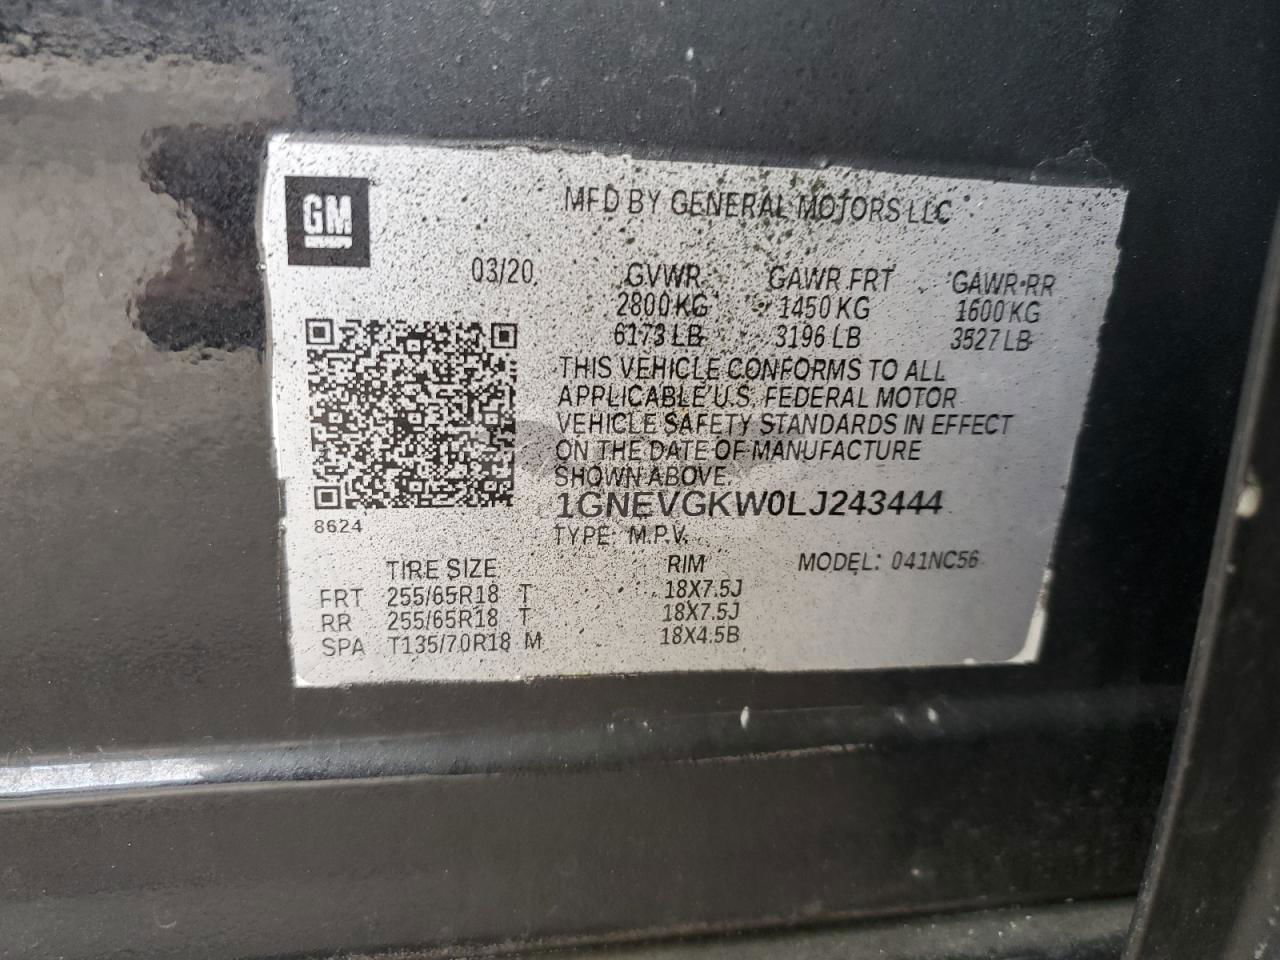 GM
MFD BY GENERAL MOTORS LLC
03/20 GVWR GAWR FRT GAWR RR
2800 KG 1450 KG 1600 KG
6173 LB 3196 LB 3527 LB
THIS VEHICLE CONFORMS TO ALL
APPLICABLE U.S. FEDERAL MOTOR
VEHICLE SAFETY STANDARDS IN EFFECT
ON THE DATE OF MANUFACTURE
SHOWN ABOVE.
1GNEVGKW0LJ243444
8624
TYPE: M.P.V.
TIRE SIZE RIM MODEL: 041NC56
FRT 255/65R18 T 18X7.5J
RR 255/65R18 T 18X7.5J
SPA T135/70R18 M 18X4.5B